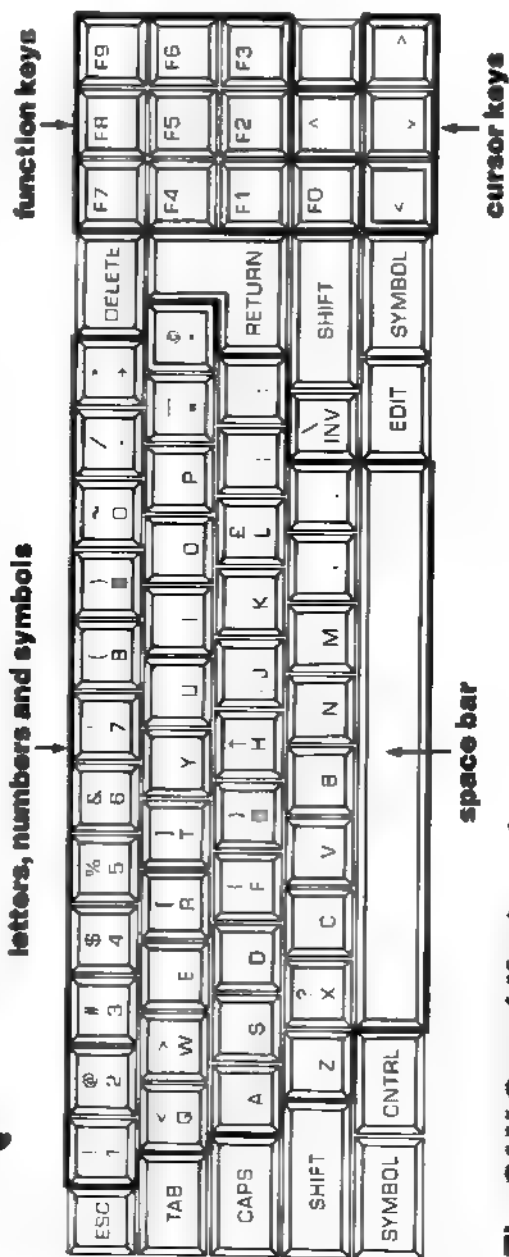 letters, numbers and symbols
function keys
ESC ! 1 @ 2 # 3 $ 4 % 5 & 6 7 ( 8 ) ~ 0 / DELETE F7 F8 F9
TAB < Q > W E [ R ] T Y U I O P @ F4 F5 F6
CAPS A S D { F } ↑ H J K £ L RETURN F1 F2 F3
SHIFT Z ? X C V B N M \ INV SHIFT F0 ^
SYMBOL CNTRL EDIT SYMBOL < >
space bar
cursor keys